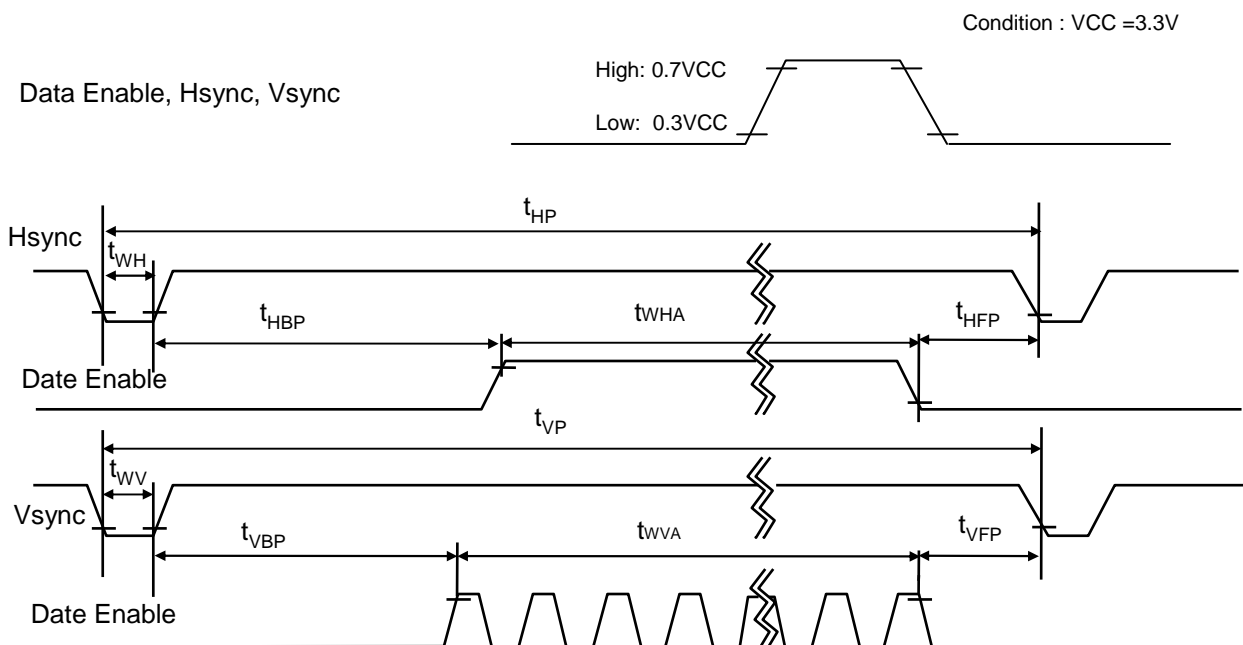 Condition : VCC =3.3V
High: 0.7VCC
Data Enable, Hsync, Vsync
Low: 0.3VCC
tHP
Hsync
tWH
tHBP
tWHA
tHFP
Date Enable
tVP
tWV
Vsync
tVBP
tWVA
tVFP
Date Enable